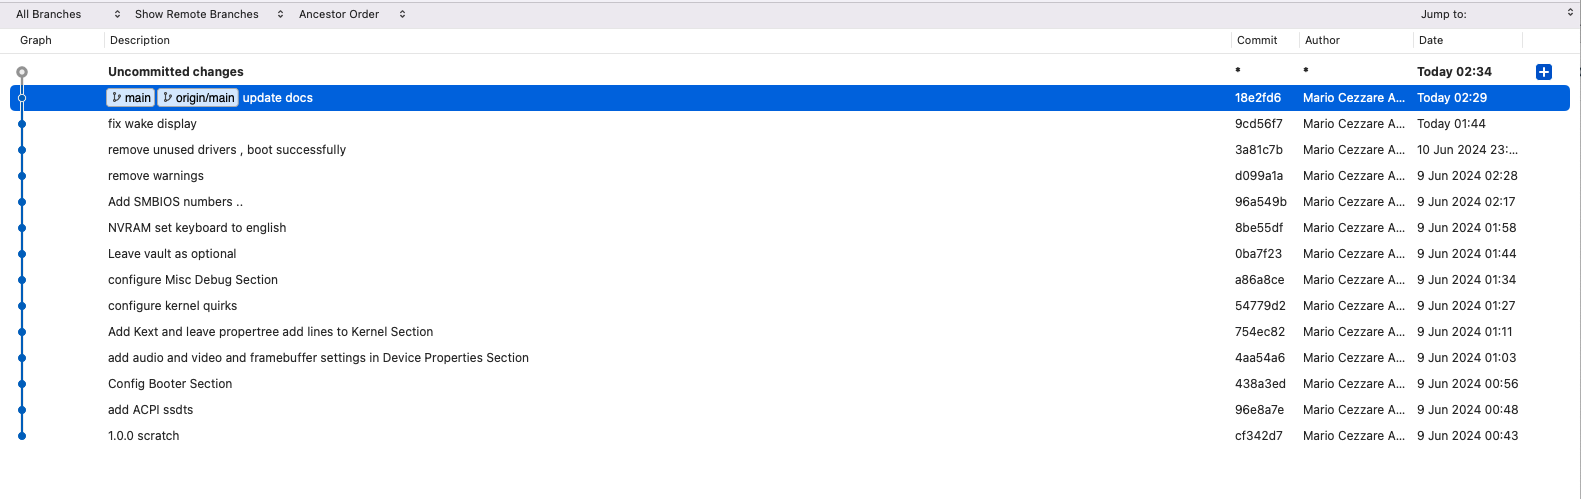 All Branches Show Remote Branches Ancestor Order Jump to:
Graph Description Commit Author Date
Uncommitted changes * * Today 02:34
main origin/main update docs 18e2fd6 Mario Cezzare A... Today 02:29
fix wake display 9cd56f7 Mario Cezzare A... Today 01:44
remove unused drivers , boot successfully 3a81c7b Mario Cezzare A... 10 Jun 2024 23:...
remove warnings d099a1a Mario Cezzare A... 9 Jun 2024 02:28
Add SMBIOS numbers .. 96a549b Mario Cezzare A... 9 Jun 2024 02:17
NVRAM set keyboard to english 8be55df Mario Cezzare A... 9 Jun 2024 01:58
Leave vault as optional 0ba7f23 Mario Cezzare A... 9 Jun 2024 01:44
configure Misc Debug Section a86a8ce Mario Cezzare A... 9 Jun 2024 01:34
configure kernel quirks 54779d2 Mario Cezzare A... 9 Jun 2024 01:27
Add Kext and leave propertree add lines to Kernel Section 754ec82 Mario Cezzare A... 9 Jun 2024 01:11
add audio and video and framebuffer settings in Device Properties Section 4aa54a6 Mario Cezzare A... 9 Jun 2024 01:03
Config Booter Section 438a3ed Mario Cezzare A... 9 Jun 2024 00:56
add ACPI ssdts 96e8a7e Mario Cezzare A... 9 Jun 2024 00:48
1.0.0 scratch cf342d7 Mario Cezzare A... 9 Jun 2024 00:43